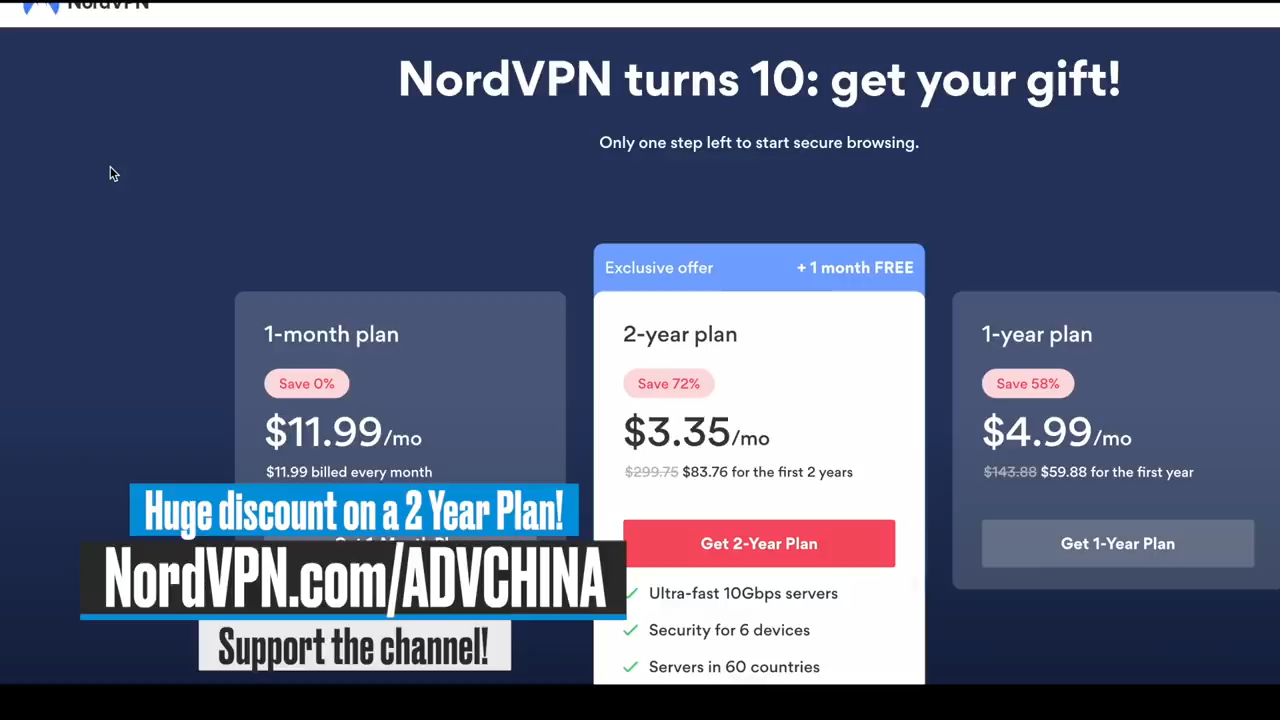 NordVPN
NordVPN turns 10: get your gift!
Only one step left to start secure browsing.
Exclusive offer + 1 month FREE
1-month plan
Save 0%
$11.99/mo
$11.99 billed every month
2-year plan
Save 72%
$3.35/mo
$299.75 $83.76 for the first 2 years
Get 2-Year Plan
Ultra-fast 10Gbps servers
Security for 6 devices
Servers in 60 countries
1-year plan
Save 58%
$4.99/mo
$143.88 $59.88 for the first year
Get 1-Year Plan
Huge discount on a 2 Year Plan!
NordVPN.com/ADVCHINA
Support the channel!